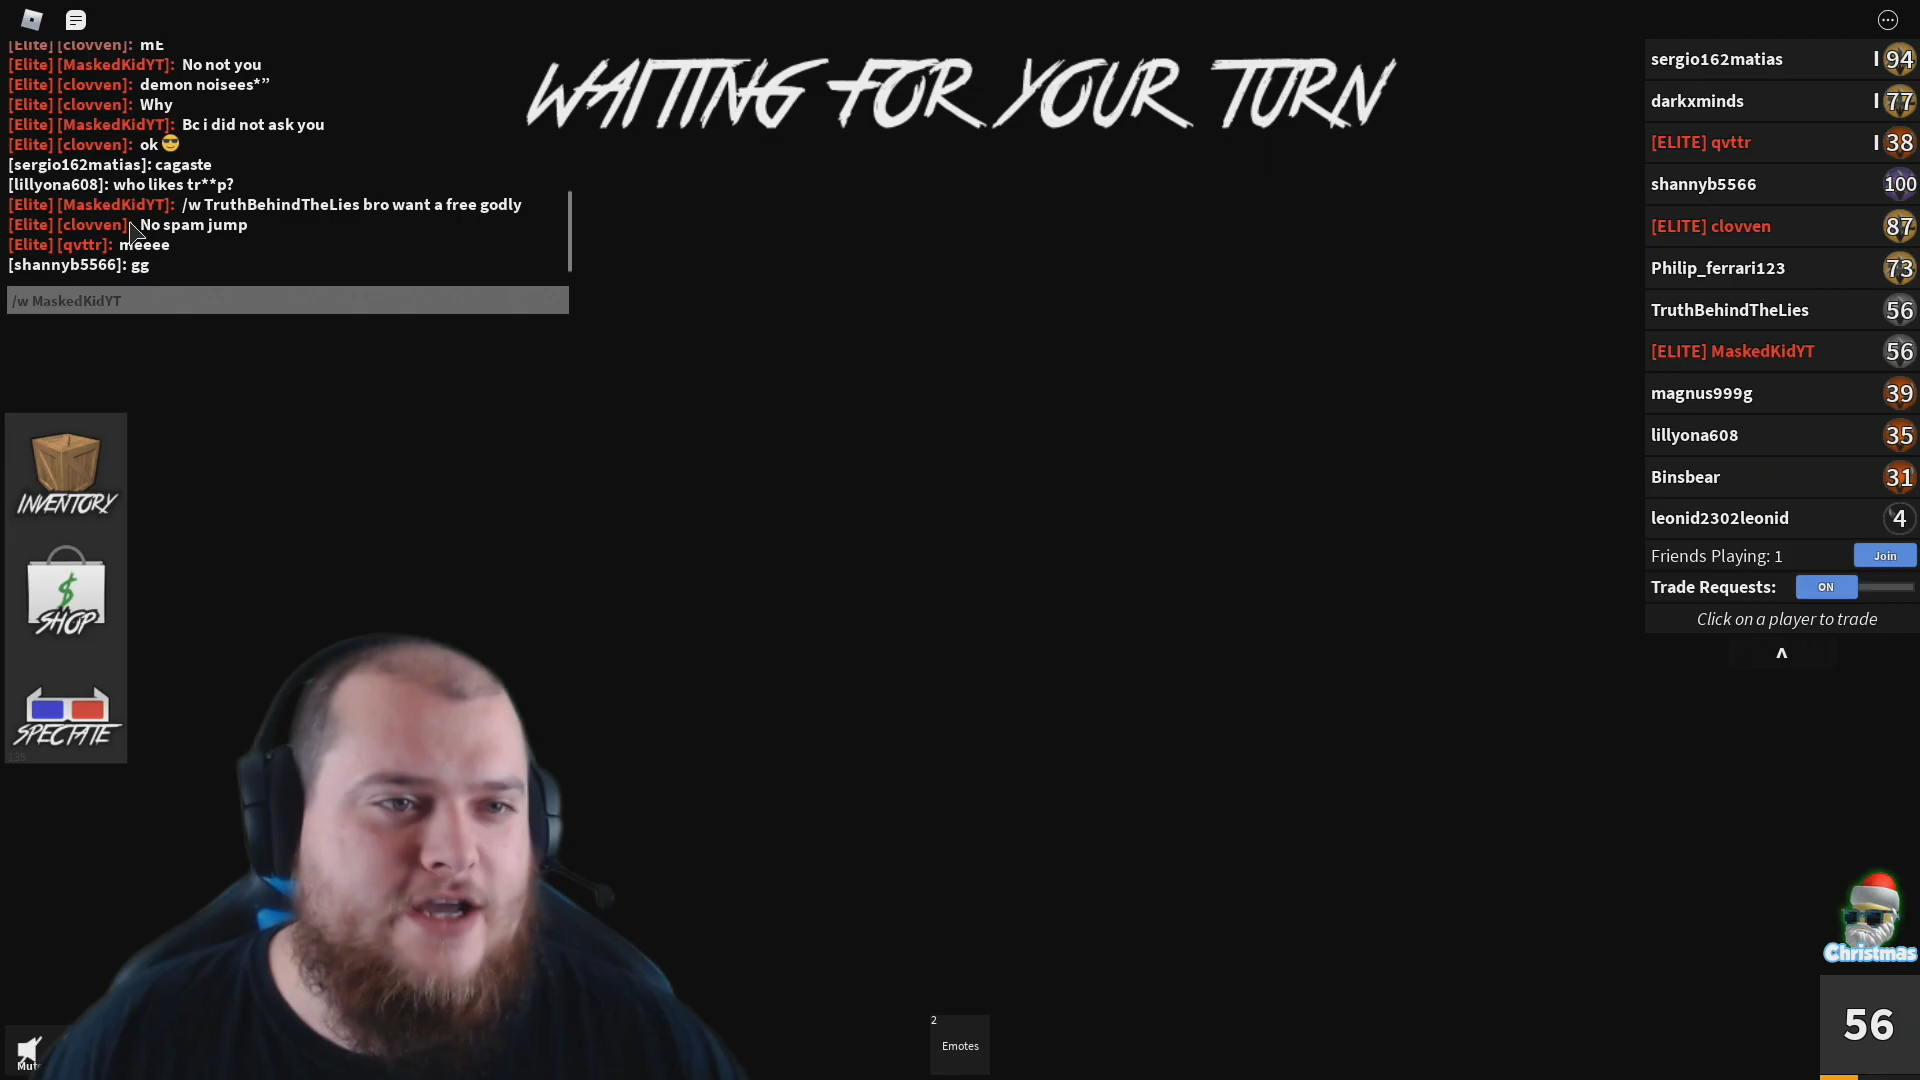 [Elite] [clovven]: mE
[Elite] [MaskedKidYT]: No not you
[Elite] [clovven]: demon noisees*”
[Elite] [clovven]: Why
[Elite] [MaskedKidYT]: Bc i did not ask you
[Elite] [clovven]: ok 😎
[sergio162matias]: cagaste
[lillyona608]: who likes tr**p?
[Elite] [MaskedKidYT]: /w TruthBehindTheLies bro want a free godly
[Elite] [clovven]: No spam jump
[Elite] [qvttr]: meeee
[shannyb5566]: gg
/w MaskedKidYT
WAITING FOR YOUR TURN
sergio162matias I 94
darkxminds I 77
[ELITE] qvttr I 38
shannyb5566 100
[ELITE] clovven 87
Philip_ferrari123 73
TruthBehindTheLies 56
[ELITE] MaskedKidYT 56
magnus999g 39
lillyona608 35
Binsbear 31
leonid2302leonid 4
Friends Playing: 1 Join
Trade Requests: ON
Click on a player to trade
^
INVENTORY
$
SHOP
SPECTATE
135
Christmas
56
2
Emotes
Mut